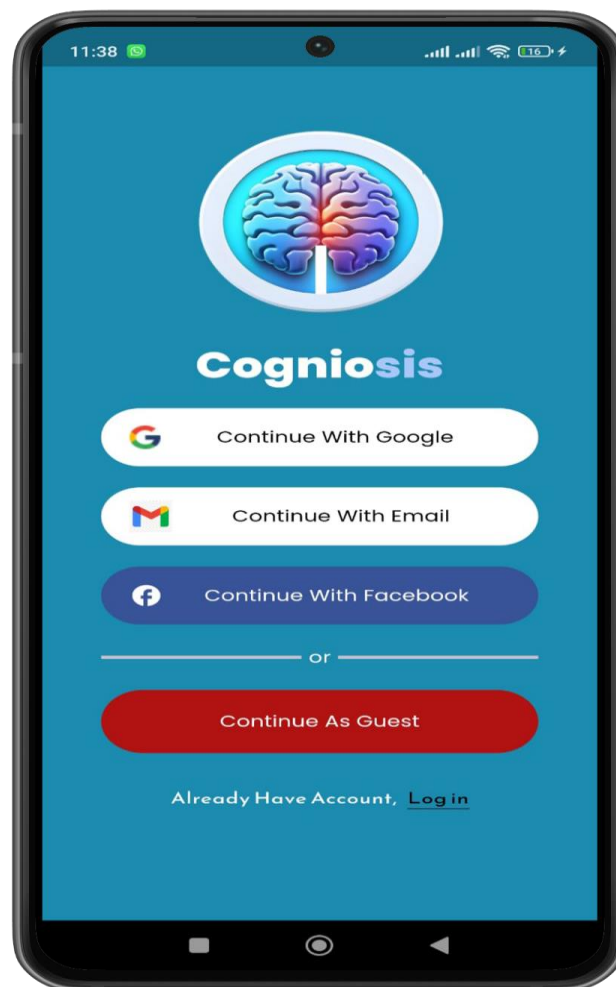 11:38
16
Cogniosis
Continue With Google
Continue With Email
Continue With Facebook
or
Continue As Guest
Already Have Account, Log in